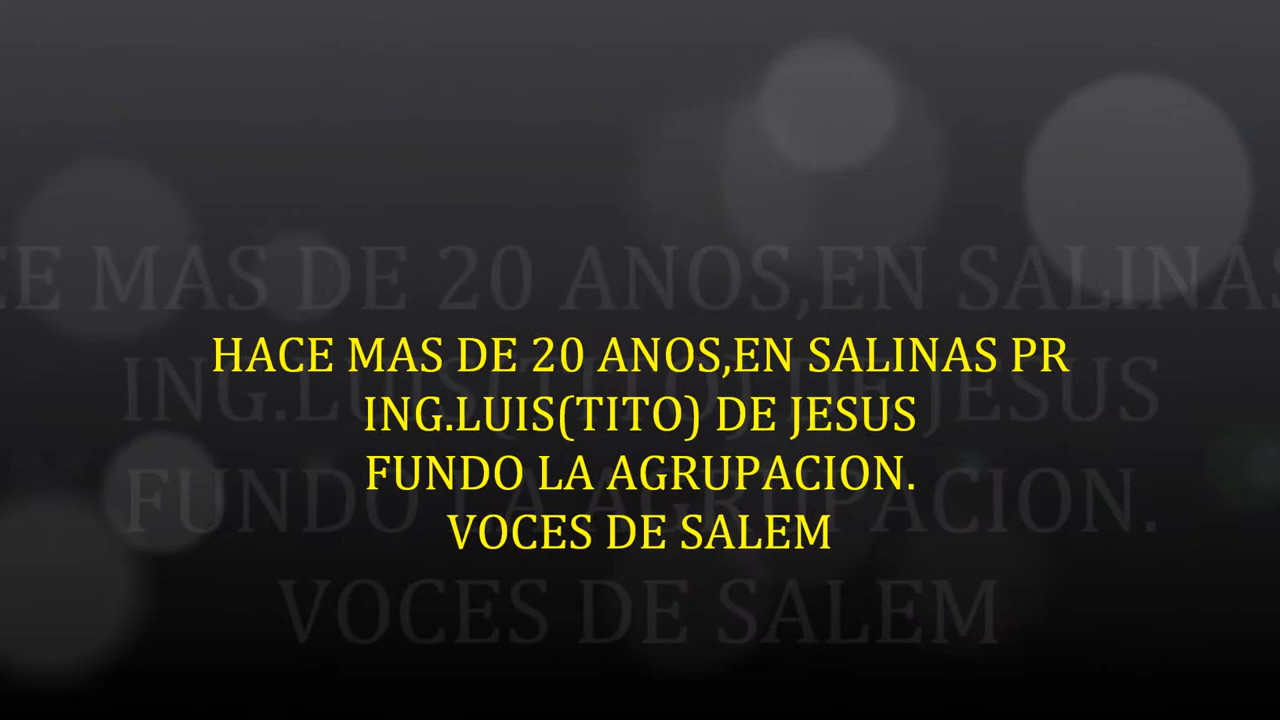 HACE MAS DE 20 ANOS,EN SALINAS PR
ING.LUIS(TITO) DE JESUS
FUNDO LA AGRUPACION.
VOCES DE SALEM